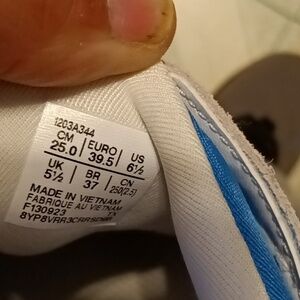 1203A344
CM EURO US
25.0 39.5 6½
UK BR CN
5½ 37 250(2.5)
MADE IN VIETNAM
FABRIQUE AU VIETNAM
F130923 TX